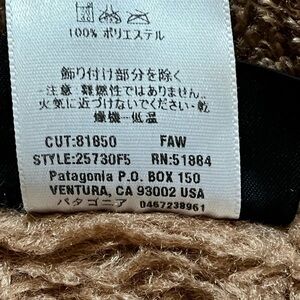 100% ポリエステル
飾り付け部分を除く
-注意- 難燃性ではありません。
火気に近づけないでください-乾
燥機-低温
CUT:81850 FAW
STYLE:25730F5 RN:51884
Patagonia P.O. BOX 150
VENTURA, CA 93002 USA
パタゴニア 0467238961